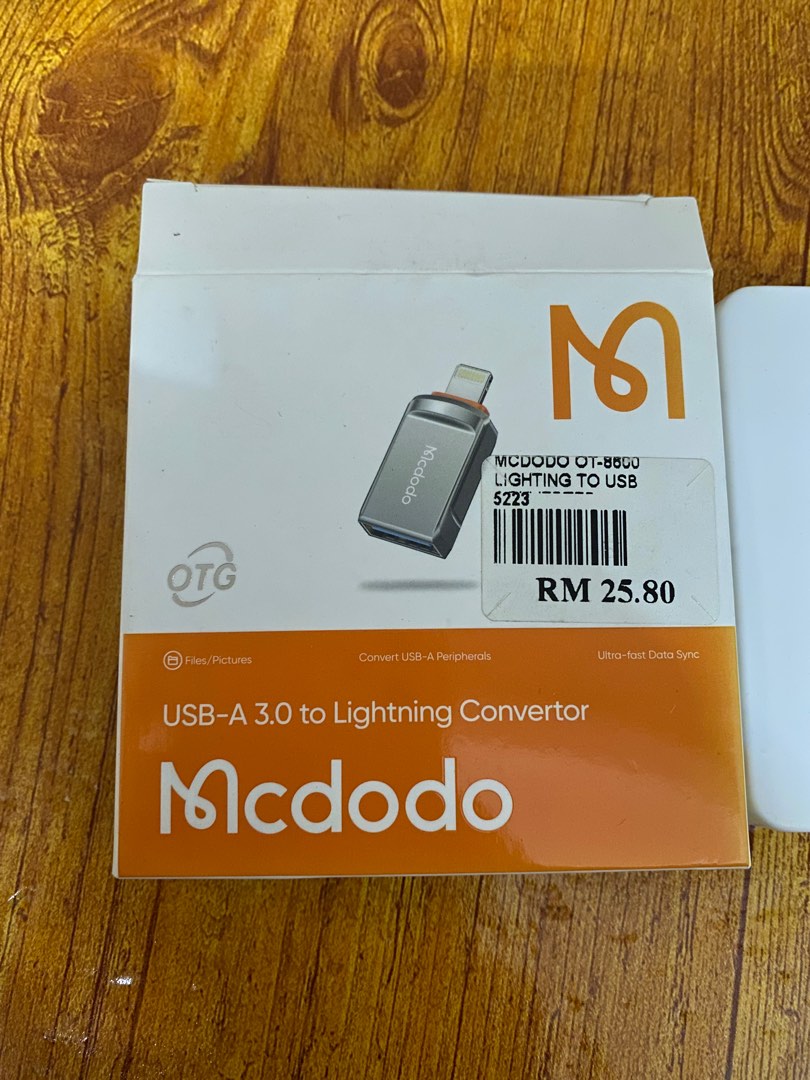 Mcdodo
MCDODO OT-8600
LIGHTING TO USB
5223
RM 25.80
OTG
Files/Pictures
Convert USB-A Peripherals
Ultra-fast Data Sync
USB-A 3.0 to Lightning Convertor
Mcdodo